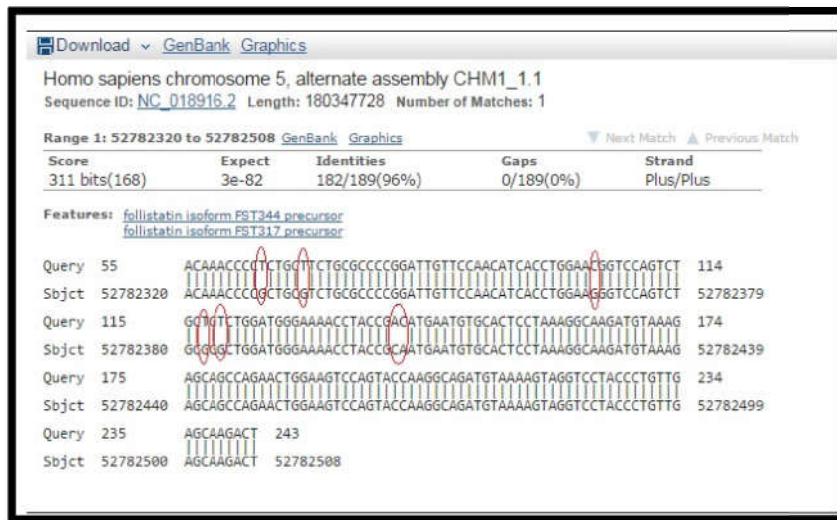 Download GenBank Graphics
Homo sapiens chromosome 5, alternate assembly CHM1_1.1
Sequence ID: NC_018916.2 Length: 180347728 Number of Matches: 1
Range 1: 52782320 to 52782508 GenBank Graphics Next Match Previous Match
Score Expect Identities Gaps Strand
311 bits(168) 3e-82 182/189(96%) 0/189(0%) Plus/Plus
Features: follistatin isoform FST344 precursor
follistatin isoform FST317 precursor
Query 55 ACAAACCCCTCTGCTTCTGCGCCCCGGATTGTTCCAACATCACCTGGAACGGTCCAGTCT 114
Sbjct 52782320 ACAAACCCCGCTGCGTCTGCGCCCCGGATTGTTCCAACATCACCTGGAAGGGTCCAGTCT 52782379
Query 115 GCTGTCTGGATGGGAAAACCTACCGACATGAATGTGCACTCCTAAAGGCAAGATGTAAAG 174
Sbjct 52782380 GCGGGCTGGATGGGAAAACCTACCGCAATGAATGTGCACTCCTAAAGGCAAGATGTAAAG 52782439
Query 175 AGCAGCCAGAACTGGAAGTCCAGTACCAAGGCAGATGTAAAAGTAGGTCCTACCCTGTTG 234
Sbjct 52782440 AGCAGCCAGAACTGGAAGTCCAGTACCAAGGCAGATGTAAAAGTAGGTCCTACCCTGTTG 52782499
Query 235 AGCAAGACT 243
Sbjct 52782500 AGCAAGACT 52782508